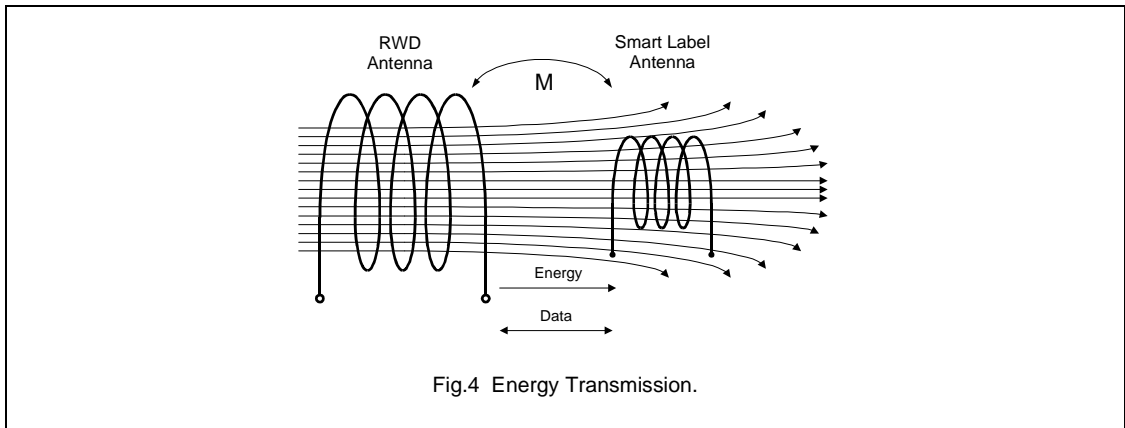 RWD
Antenna
Smart Label
Antenna
M
Energy
Data
Fig.4 Energy Transmission.